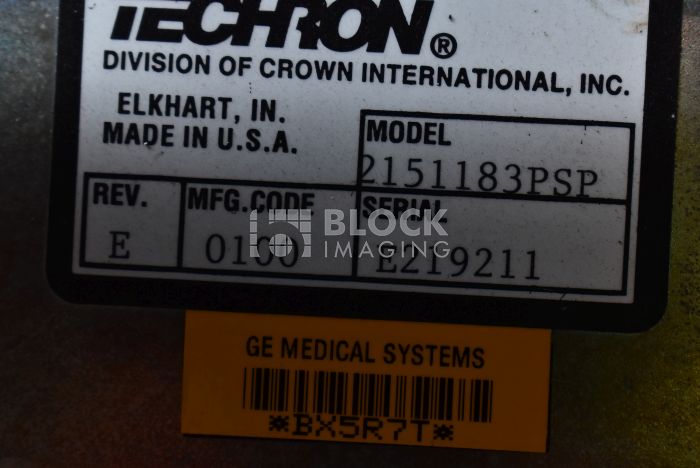 TECHRON®
DIVISION OF CROWN INTERNATIONAL, INC.
ELKHART, IN.
MADE IN U.S.A.
MODEL
2151183PSP
REV.
E
MFG.CODE
0100
SERIAL
E219211
BLOCK
IMAGING
GE MEDICAL SYSTEMS
*BX5R7T*